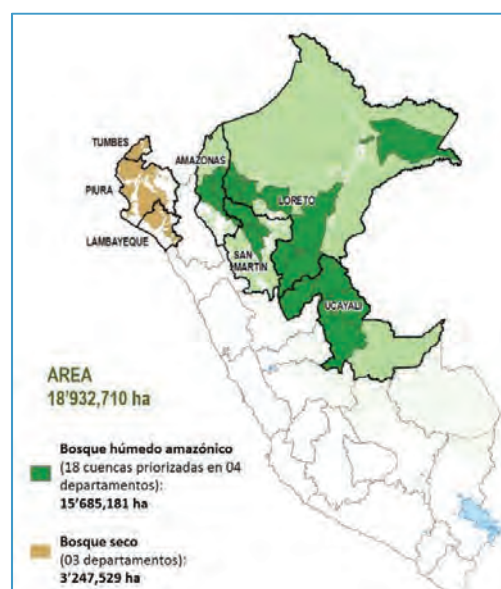 TUMBES
AMAZONAS
PIURA
LORETO
LAMBAYEQUE
SAN
MARTÍN
UCAYALI
AREA
18'932,710 ha
Bosque húmedo amazónico
(18 cuencas priorizadas en 04
departamentos):
15'685,181 ha
Bosque seco
(03 departamentos):
3'247,529 ha